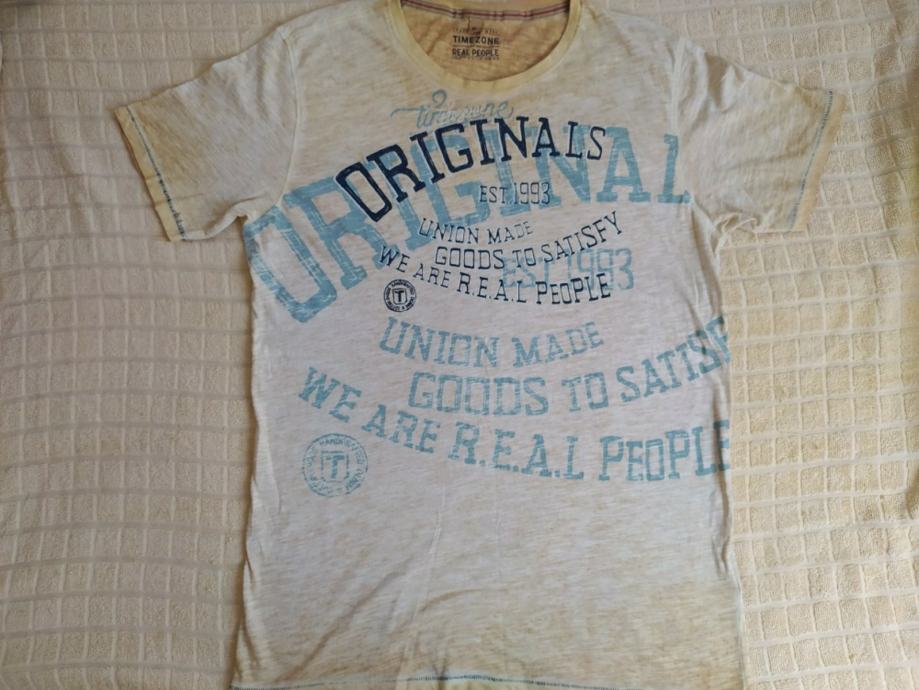 TIMEZONE
REAL PEOPLE
timezone
ORIGINALS
ORIGINAL
EST.1993
UNION MADE
GOODS TO SATISFY
EST.1993
WE ARE R.E.A.L PEOPLE
T
UNION MADE
GOODS TO SATISF
WE ARE R.E.A.L PEOPLE
T